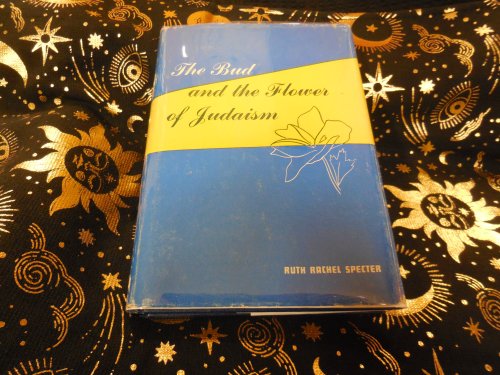 The Bud
and the Flower
of Judaism
RUTH RACHEL SPECTER